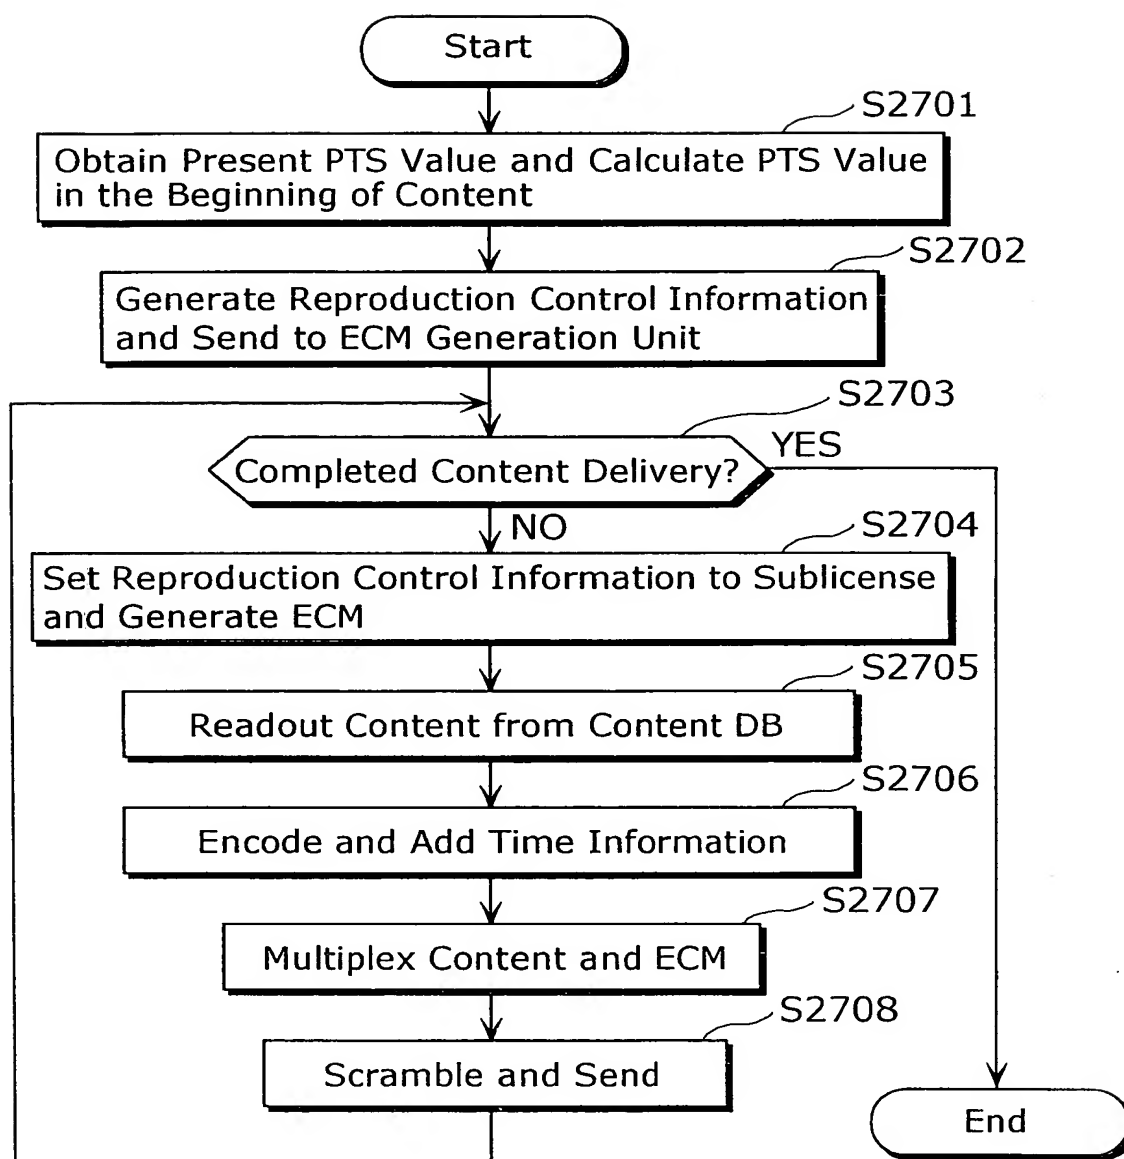 Start
S2701
Obtain Present PTS Value and Calculate PTS Value
in the Beginning of Content
S2702
Generate Reproduction Control Information
and Send to ECM Generation Unit
S2703
Completed Content Delivery?
YES
NO
S2704
Set Reproduction Control Information to Sublicense
and Generate ECM
S2705
Readout Content from Content DB
S2706
Encode and Add Time Information
S2707
Multiplex Content and ECM
S2708
Scramble and Send
End